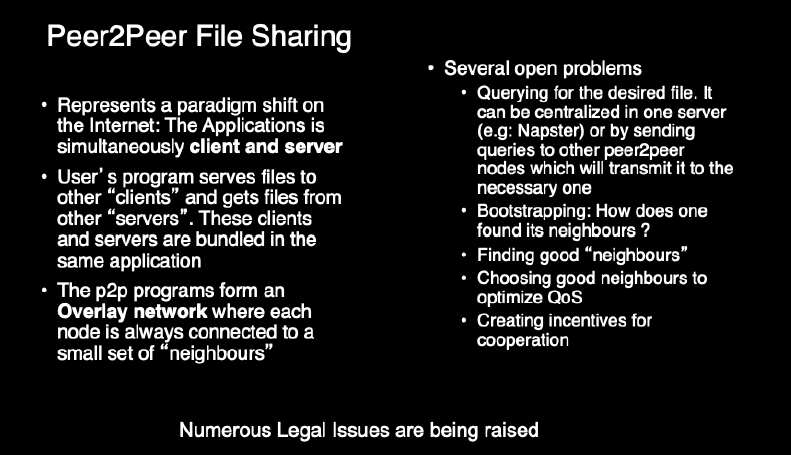 Peer2Peer File Sharing
• Represents a paradigm shift on
the Internet: The Applications is
simultaneously client and server
• User’s program serves files to
other “clients” and gets files from
other “servers”. These clients
and servers are bundled in the
same application
• The p2p programs form an
Overlay network where each
node is always connected to a
small set of “neighbours”
• Several open problems
• Querying for the desired file. It
can be centralized in one server
(e.g: Napster) or by sending
queries to other peer2peer
nodes which will transmit it to the
necessary one
• Bootstrapping: How does one
found its neighbours ?
• Finding good “neighbours”
• Choosing good neighbours to
optimize QoS
• Creating incentives for
cooperation
Numerous Legal Issues are being raised